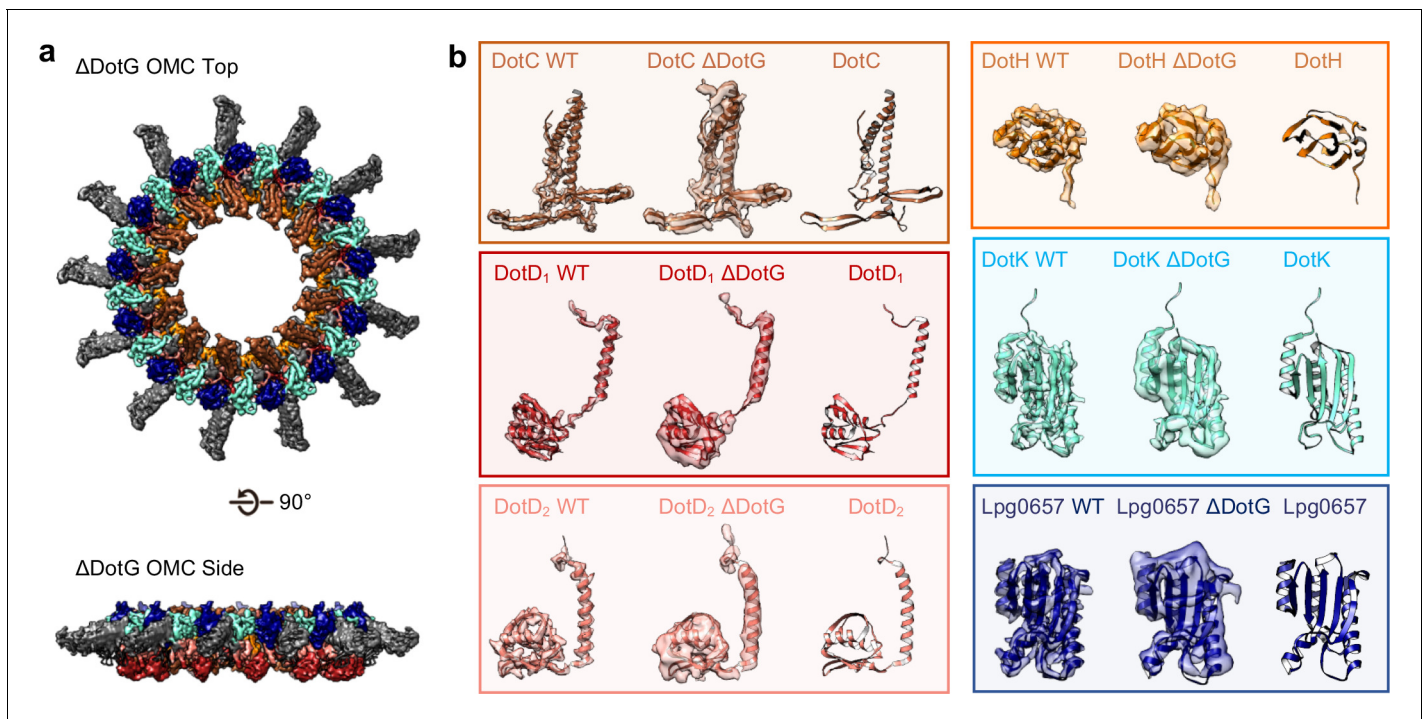 a
ΔDotG OMC Top
90°
ΔDotG OMC Side
b
DotC WT DotC ΔDotG DotC
DotD₁ WT DotD₁ ΔDotG DotD₁
DotD₂ WT DotD₂ ΔDotG DotD₂
DotH WT DotH ΔDotG DotH
DotK WT DotK ΔDotG DotK
Lpg0657 WT Lpg0657 ΔDotG Lpg0657